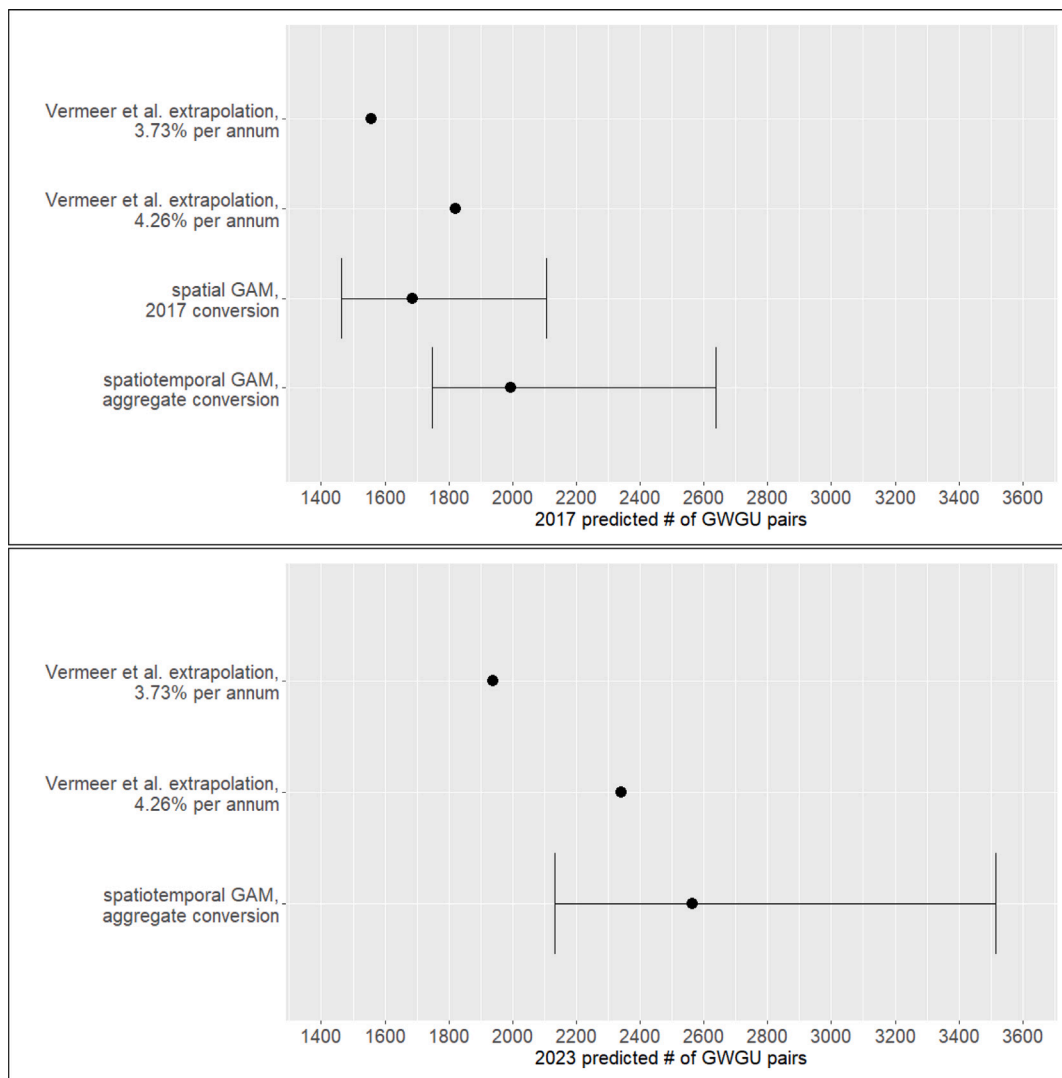 Vermeer et al. extrapolation,
3.73% per annum
Vermeer et al. extrapolation,
4.26% per annum
spatial GAM,
2017 conversion
spatiotemporal GAM,
aggregate conversion
1400 1600 1800 2000 2200 2400 2600 2800 3000 3200 3400 3600
2017 predicted # of GWGU pairs
Vermeer et al. extrapolation,
3.73% per annum
Vermeer et al. extrapolation,
4.26% per annum
spatiotemporal GAM,
aggregate conversion
1400 1600 1800 2000 2200 2400 2600 2800 3000 3200 3400 3600
2023 predicted # of GWGU pairs